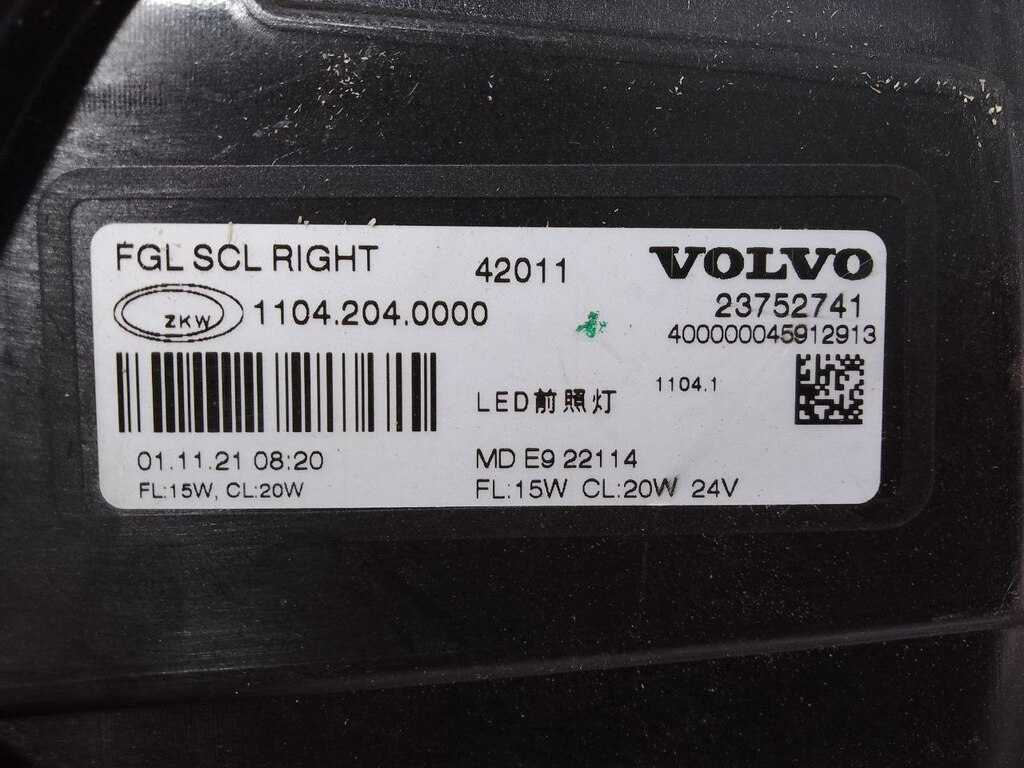 FGL SCL RIGHT
42011
VOLVO
ZKW
1104.204.0000
23752741
400000045912913
LED前照灯
1104.1
01.11.21 08:20
MD E9 22114
FL:15W, CL:20W
FL:15W CL:20W 24V